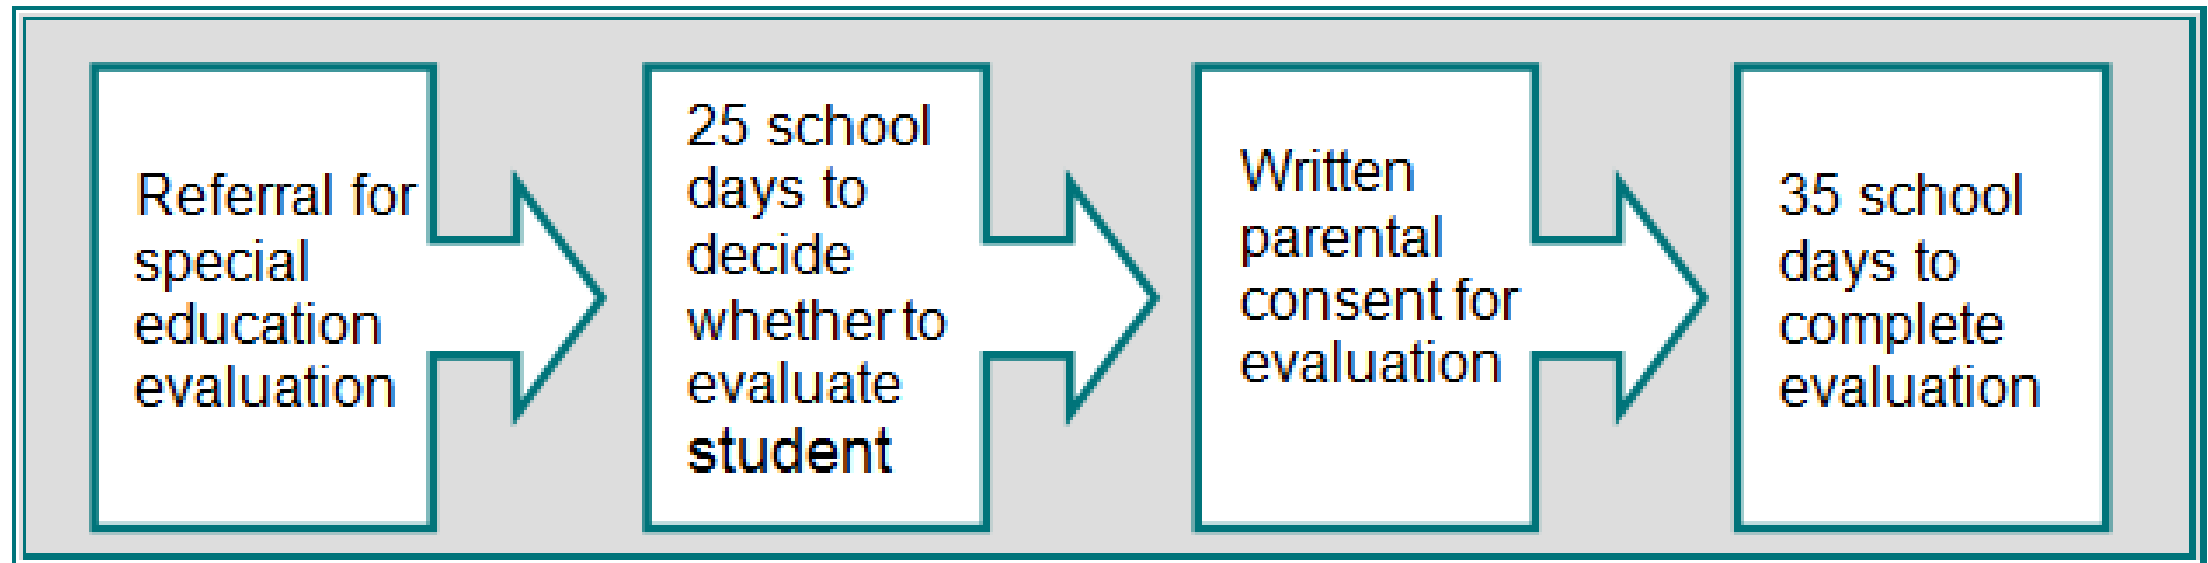 Referral for
special
education
evaluation
25 school
days to
decide
whether to
evaluate
student
Written
parental
consent for
evaluation
35 school
days to
complete
evaluation